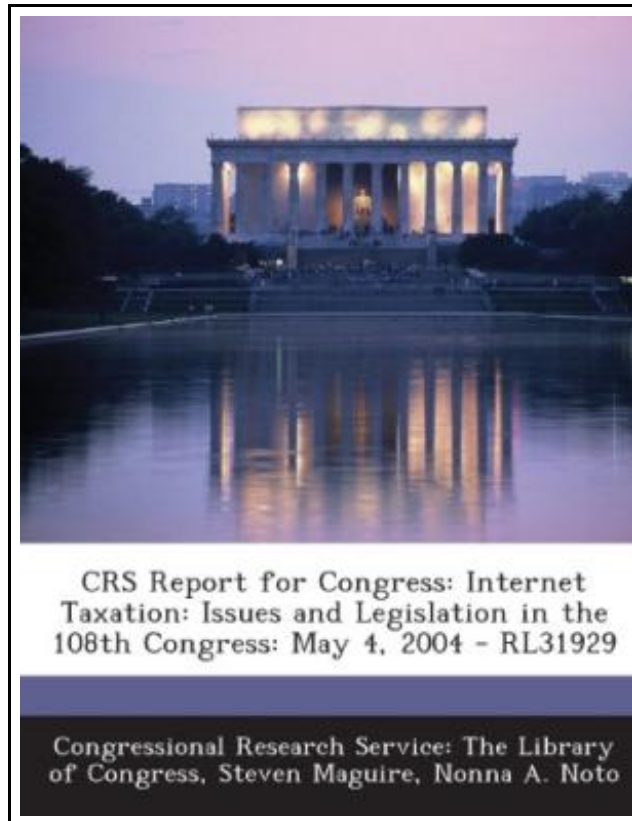 CRS Report for Congress: Internet
Taxation: Issues and Legislation in the
108th Congress: May 4, 2004 - RL31929
Congressional Research Service: The Library
of Congress, Steven Maguire, Nonna A. Noto